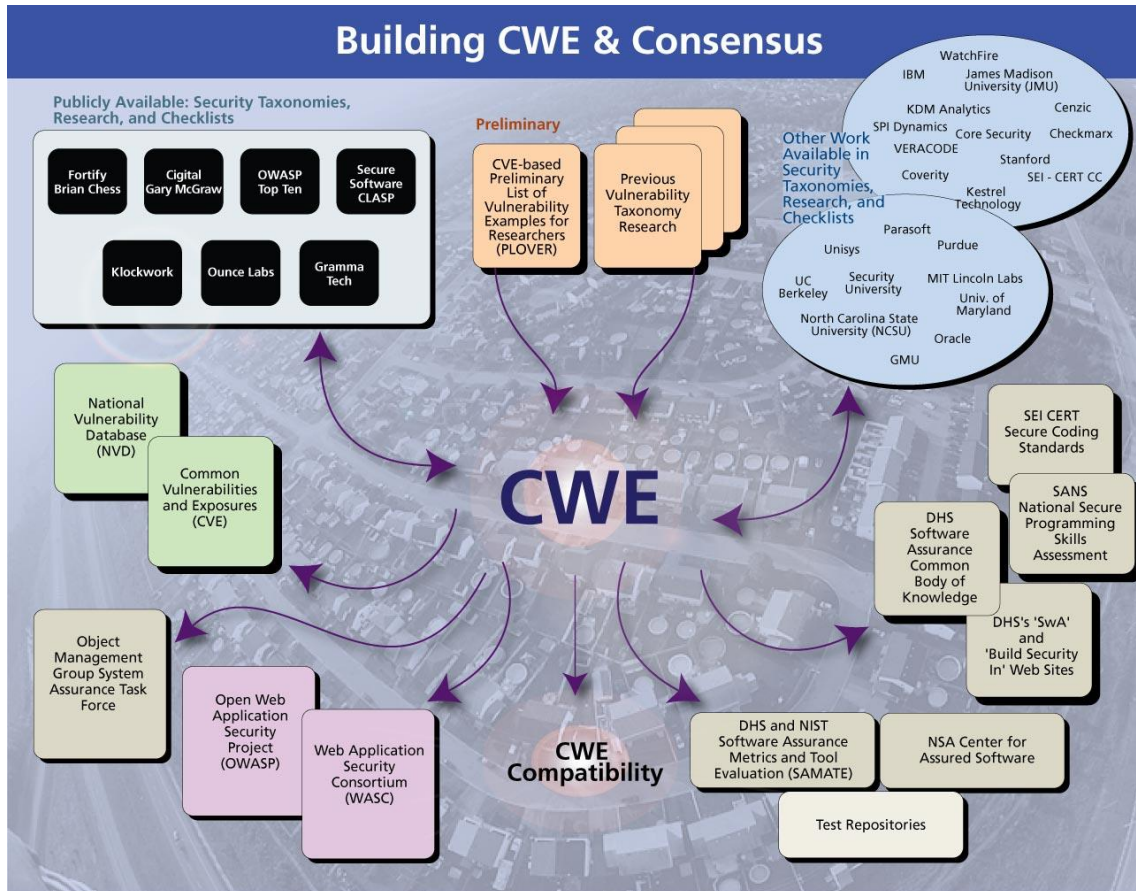 Building CWE & Consensus
Publicly Available: Security Taxonomies,
Research, and Checklists
Fortify
Brian Chess
Cigital
Gary McGraw
OWASP
Top Ten
Secure
Software
CLASP
Klockwork
Ounce Labs
Gramma
Tech
Preliminary
CVE-based
Preliminary
List of
Vulnerability
Examples for
Researchers
(PLOVER)
Previous
Vulnerability
Taxonomy
Research
Other Work
Available in
Security
Taxonomies,
Research, and
Checklists
WatchFire
IBM
James Madison
University (JMU)
KDM Analytics
Cenzic
SPI Dynamics
Core Security
Checkmarx
VERACODE
Stanford
Coverity
SEI - CERT CC
Kestrel
Technology
Parasoft
Unisys
Purdue
UC
Berkeley
Security
University
MIT Lincoln Labs
Univ. of
Maryland
North Carolina State
University (NCSU)
Oracle
GMU
National
Vulnerability
Database
(NVD)
Common
Vulnerabilities
and Exposures
(CVE)
CWE
SEI CERT
Secure Coding
Standards
SANS
National Secure
Programming
Skills
Assessment
DHS
Software
Assurance
Common
Body of
Knowledge
DHS's 'SwA'
and
'Build Security
In' Web Sites
Object
Management
Group System
Assurance Task
Force
Open Web
Application
Security
Project
(OWASP)
Web Application
Security
Consortium
(WASC)
CWE
Compatibility
DHS and NIST
Software Assurance
Metrics and Tool
Evaluation (SAMATE)
NSA Center for
Assured Software
Test Repositories